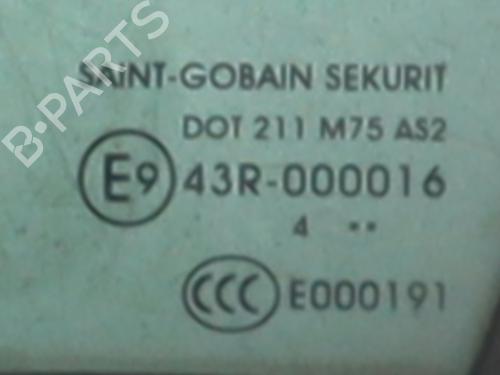 SAINT-GOBAIN SEKURIT
DOT 211 M75 AS2
E9 43R-000016
4 ..
CCC E000191
B-PARTS